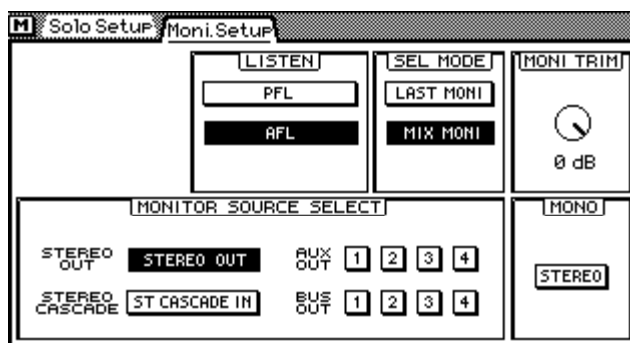 M Solo Setup Moni.Setup
LISTEN SEL MODE MONI TRIM
PFL LAST MONI
AFL MIX MONI
0 dB
MONITOR SOURCE SELECT MONO
STEREO OUT STEREO OUT AUX OUT 1 2 3 4
STEREO
STEREO CASCADE ST CASCADE IN BUS OUT 1 2 3 4